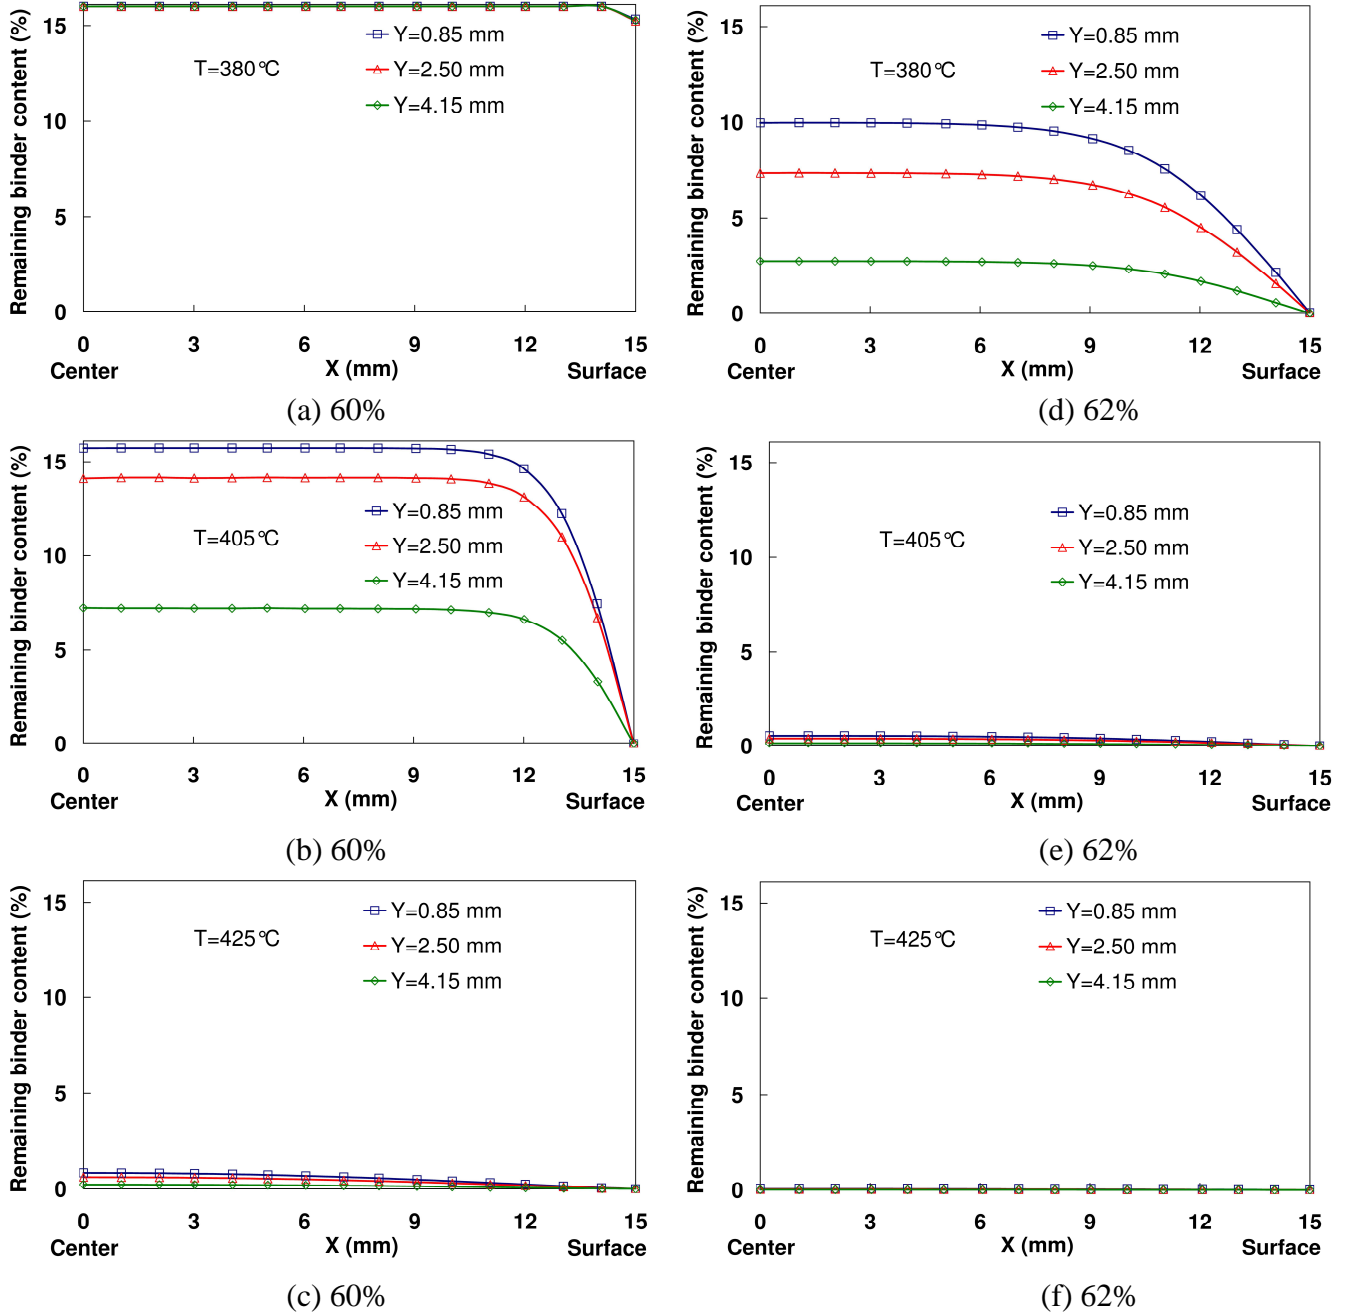 Remaining binder content (%)
15
10
5
0
T=380°C
Y=0.85 mm
Y=2.50 mm
Y=4.15 mm
0 3 6 9 12 15
Center X (mm) Surface
(a) 60%
Remaining binder content (%)
15
10
5
0
T=380°C
Y=0.85 mm
Y=2.50 mm
Y=4.15 mm
0 3 6 9 12 15
Center X (mm) Surface
(d) 62%
Remaining binder content (%)
15
10
5
0
T=405°C
Y=0.85 mm
Y=2.50 mm
Y=4.15 mm
0 3 6 9 12 15
Center X (mm) Surface
(b) 60%
Remaining binder content (%)
15
10
5
0
T=405°C
Y=0.85 mm
Y=2.50 mm
Y=4.15 mm
0 3 6 9 12 15
Center X (mm) Surface
(e) 62%
Remaining binder content (%)
15
10
5
0
T=425°C
Y=0.85 mm
Y=2.50 mm
Y=4.15 mm
0 3 6 9 12 15
Center X (mm) Surface
(c) 60%
Remaining binder content (%)
15
10
5
0
T=425°C
Y=0.85 mm
Y=2.50 mm
Y=4.15 mm
0 3 6 9 12 15
Center X (mm) Surface
(f) 62%